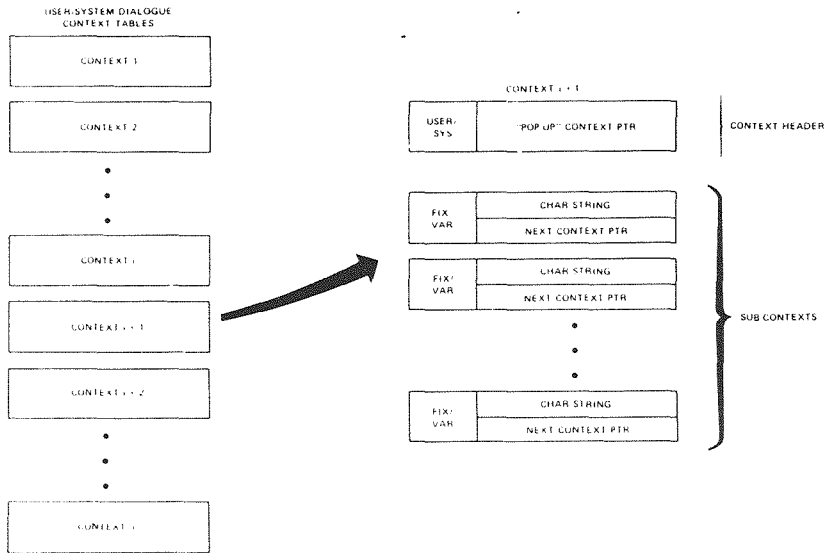 USER-SYSTEM DIALOGUE
CONTEXT TABLES
CONTEXT 1
CONTEXT 2
CONTEXT i
CONTEXT i + 1
CONTEXT i + 2
CONTEXT
CONTEXT i + 1
USER/
SYS
"POP UP" CONTEXT PTR
CONTEXT HEADER
FIX
VAR
CHAR STRING
NEXT CONTEXT PTR
FIX/
VAR
CHAR STRING
NEXT CONTEXT PTR
FIX/
VAR
CHAR STRING
NEXT CONTEXT PTR
SUB CONTEXTS